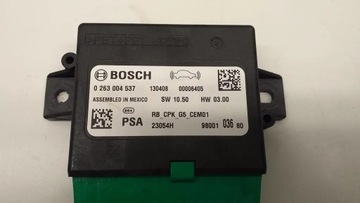 BOSCH
0 263 004 537 130408 00006405
ASSEMBLED IN MEXICO SW 10.50 HW 03.00
RB_CPK_G5_CEM01
PSA 23054H 98001 036 80